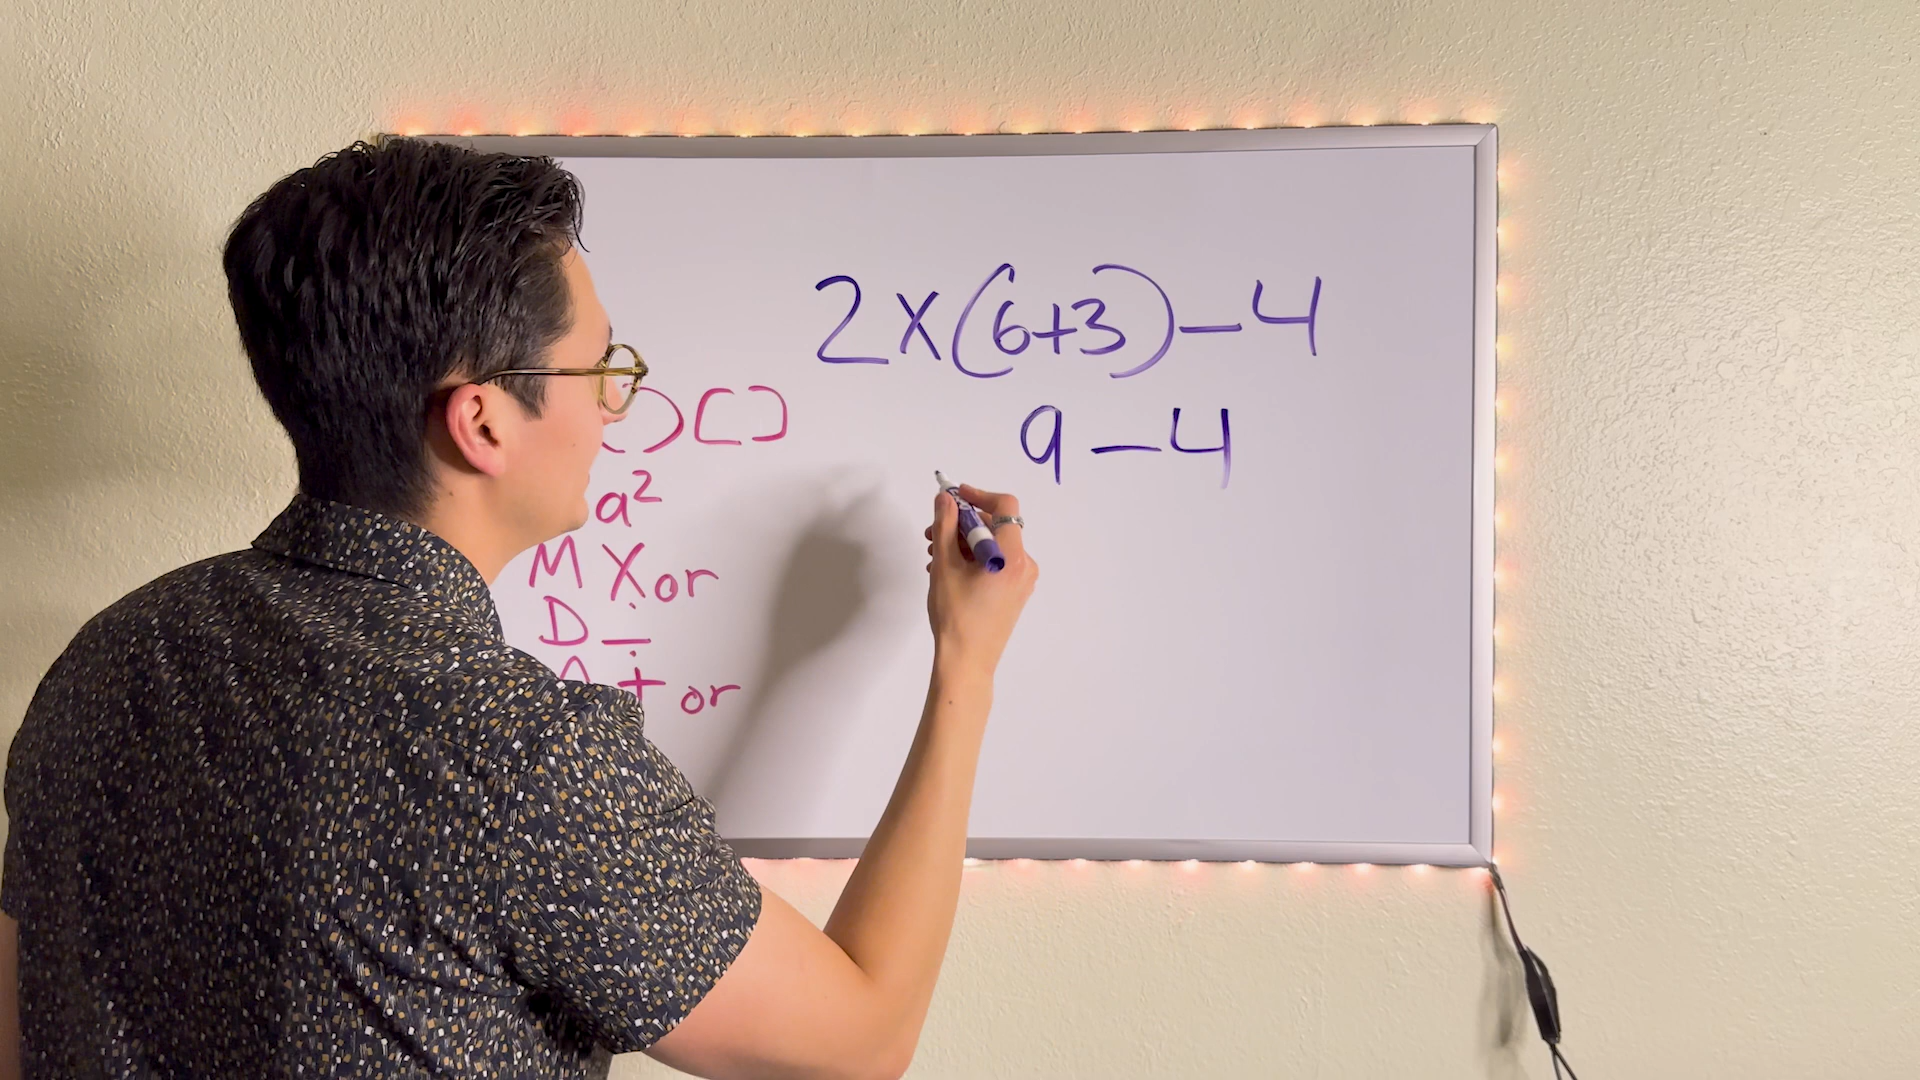 2x(6+3)-4
9-4
)[]
a²
M X or
D ÷
+ or